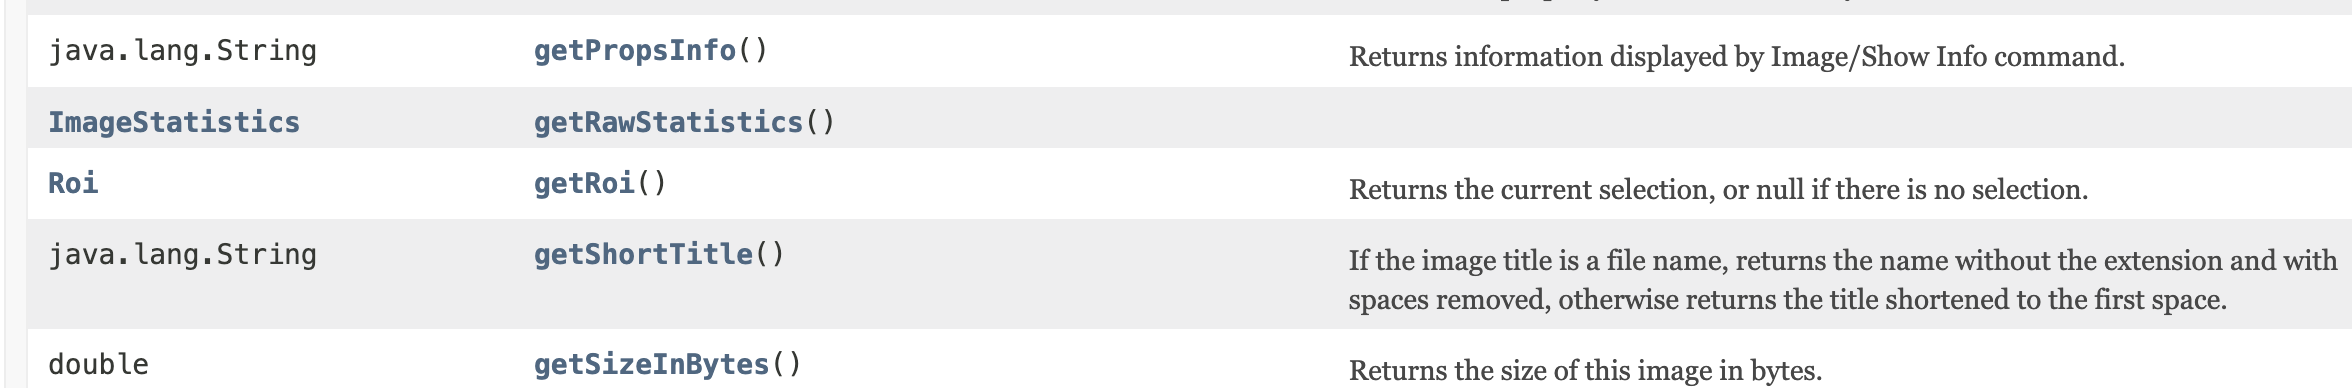 java.lang.String getPropsInfo() Returns information displayed by Image/Show Info command.
ImageStatistics getRawStatistics()
Roi getRoi() Returns the current selection, or null if there is no selection.
java.lang.String getShortTitle() If the image title is a file name, returns the name without the extension and with
spaces removed, otherwise returns the title shortened to the first space.
double getSizeInBytes() Returns the size of this image in bytes.